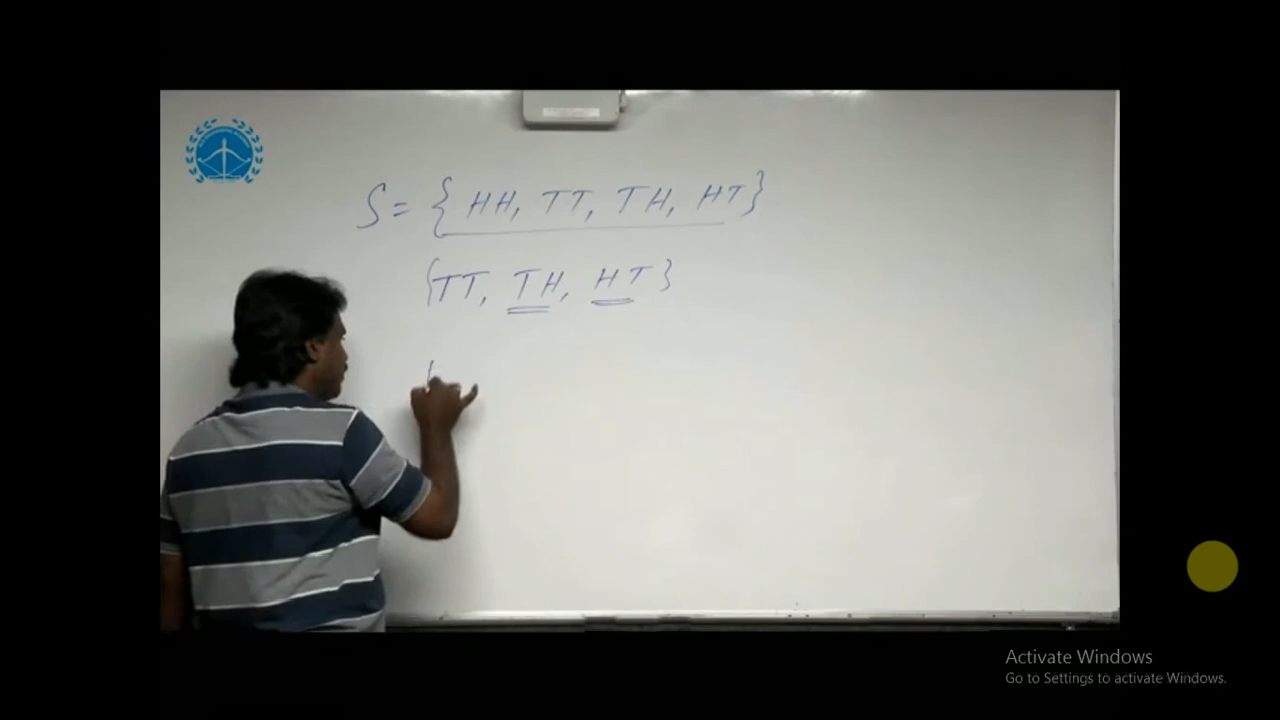 S = { HH, TT, TH, HT }
{TT, TH, HT }
Activate Windows
Go to Settings to activate Windows.